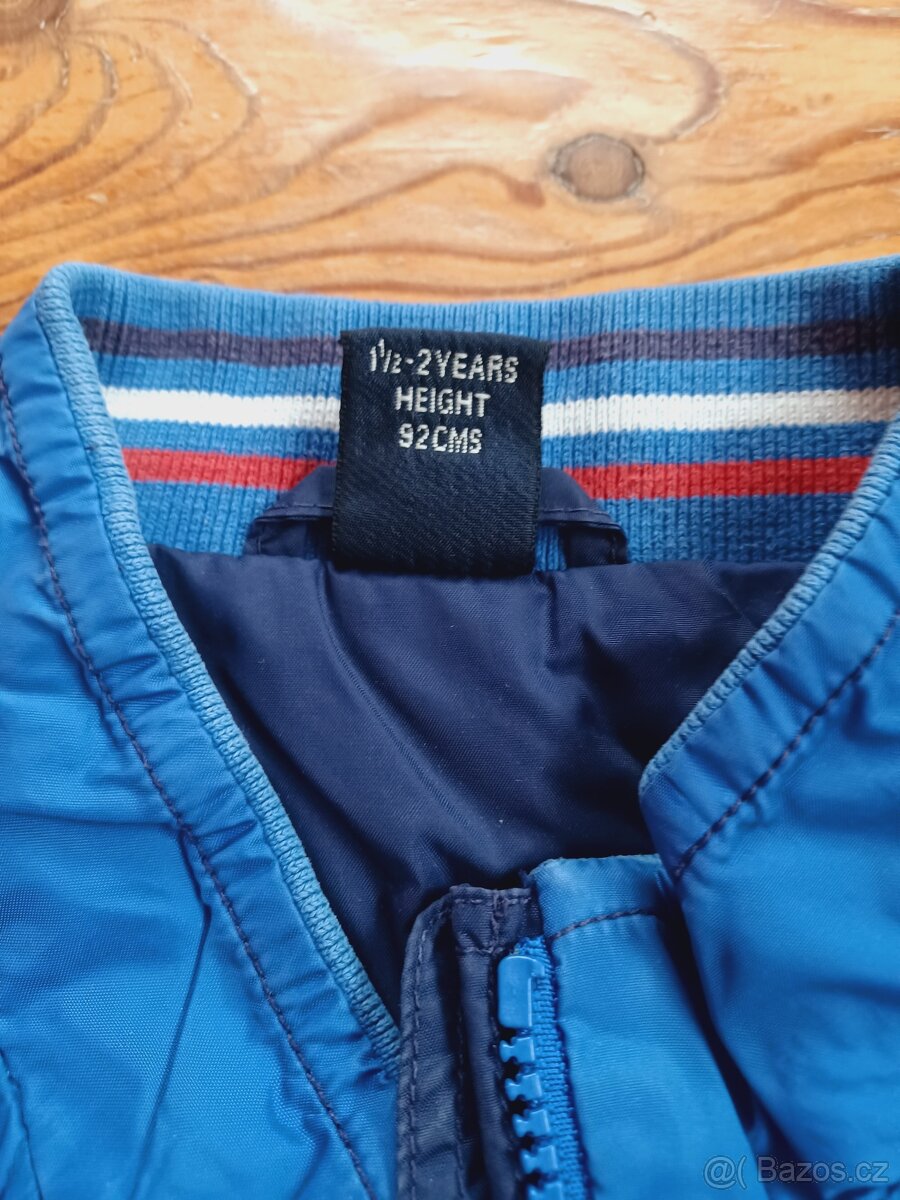 1½-2YEARS
HEIGHT
92CMS
@( Bazos.cz